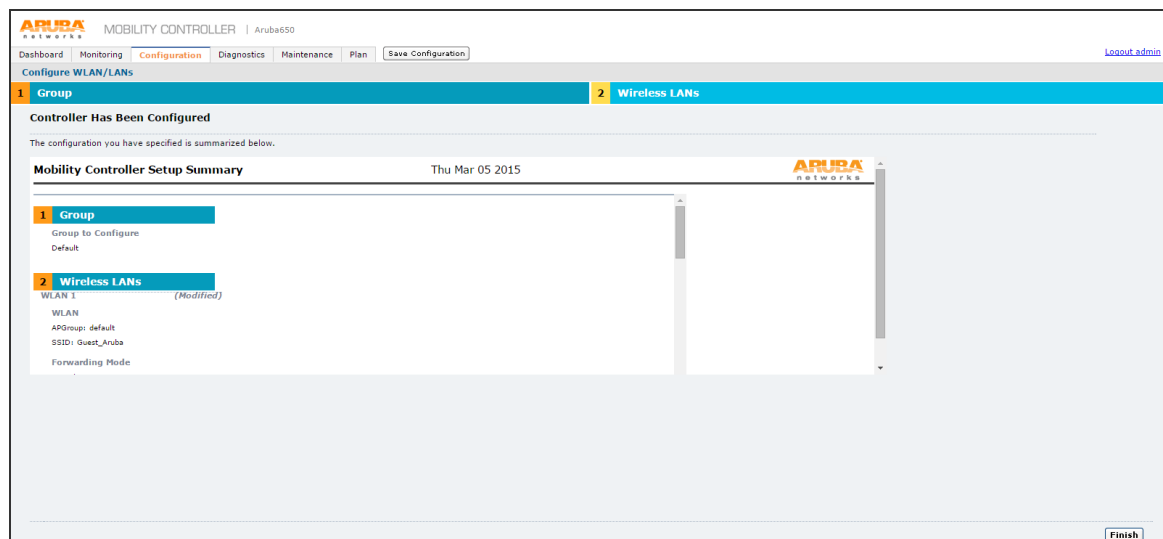 ARUBA networks MOBILITY CONTROLLER | Aruba650
Dashboard Monitoring Configuration Diagnostics Maintenance Plan Save Configuration Logout admin
Configure WLAN/LANs
1 Group 2 Wireless LANs
Controller Has Been Configured
The configuration you have specified is summarized below.
Mobility Controller Setup Summary Thu Mar 05 2015 ARUBA networks
1 Group
Group to Configure
Default
2 Wireless LANs
WLAN 1 (Modified)
WLAN
APGroup: default
SSID: Guest_Aruba
Forwarding Mode
Finish